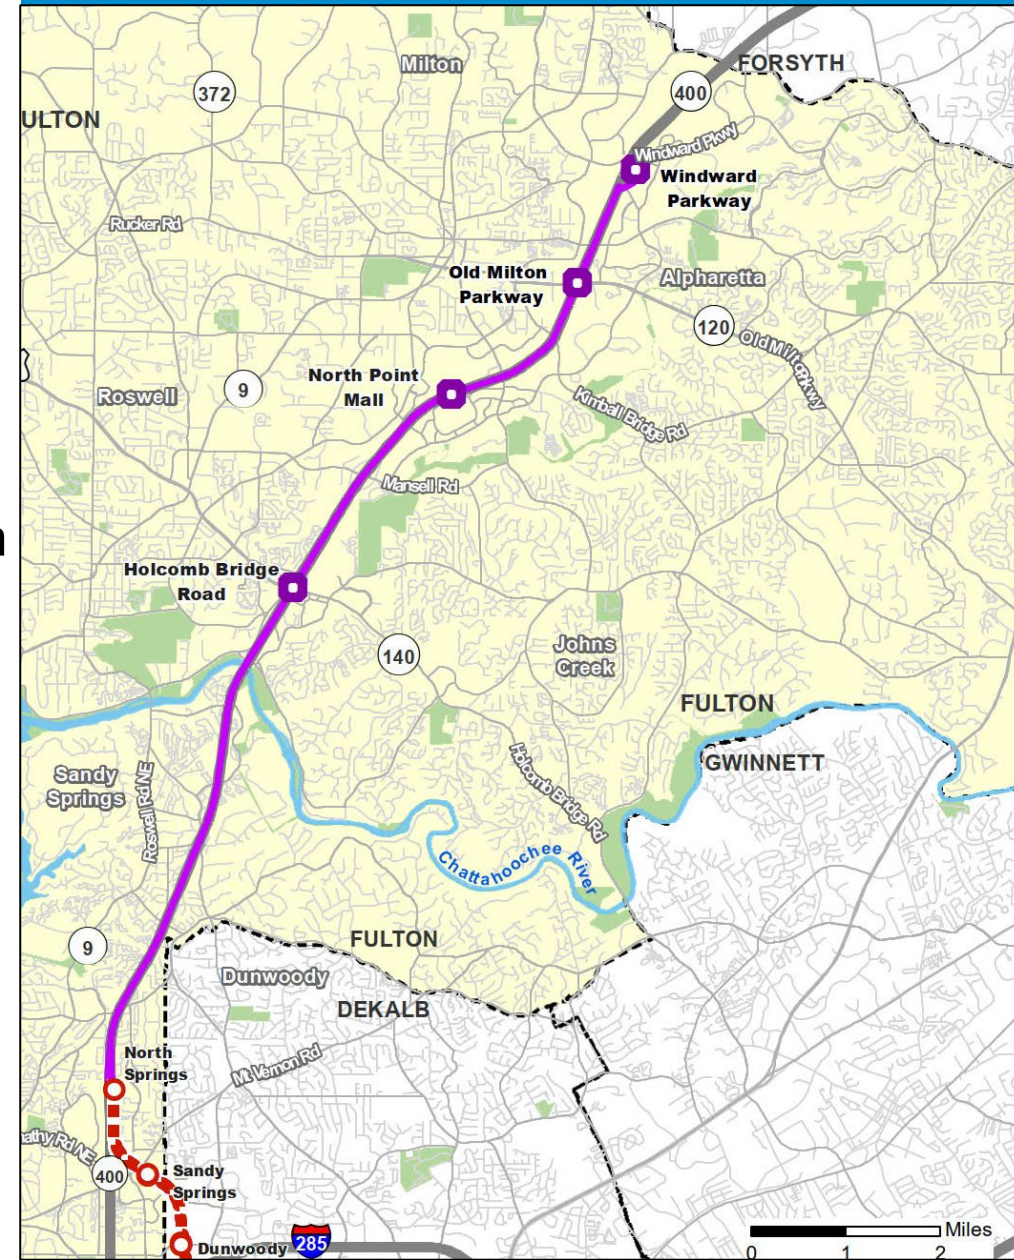 FORSYTH
Milton
372
400
ULTON
Windward Pkwy
Windward
Parkway
Rucker Rd
Old Milton
Parkway
Alpharetta
120
Old Milton Pkwy
North Point
Mall
Roswell
9
Kimball Bridge Rd
Mansell Rd
Holcomb Bridge
Road
140
Johns
Creek
FULTON
GWINNETT
Sandy
Springs
Roswell Rd NE
Holcomb Bridge Rd
Chattahoochee River
9
FULTON
Dunwoody
DEKALB
North
Springs
Mt. Vernon Rd
athy Rd NE
400
Sandy
Springs
Dunwoody
285
Miles
0 1 2